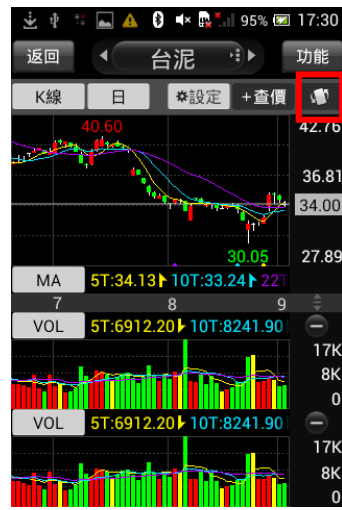 95% 17:30
返回 台泥 功能
K線 日 設定 +查價
40.60 42.76
36.81
34.00
30.05 27.89
MA 5T:34.13 10T:33.24 22T
7 8 9
VOL 5T:6912.20 10T:8241.90
17K
8K
0
VOL 5T:6912.20 10T:8241.90
17K
8K
0